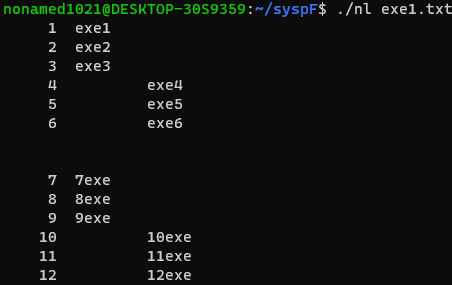 nonamed1021@DESKTOP-30S9359:~/syspF$ ./nl exe1.txt
1 exe1
2 exe2
3 exe3
4 exe4
5 exe5
6 exe6
7 7exe
8 8exe
9 9exe
10 10exe
11 11exe
12 12exe